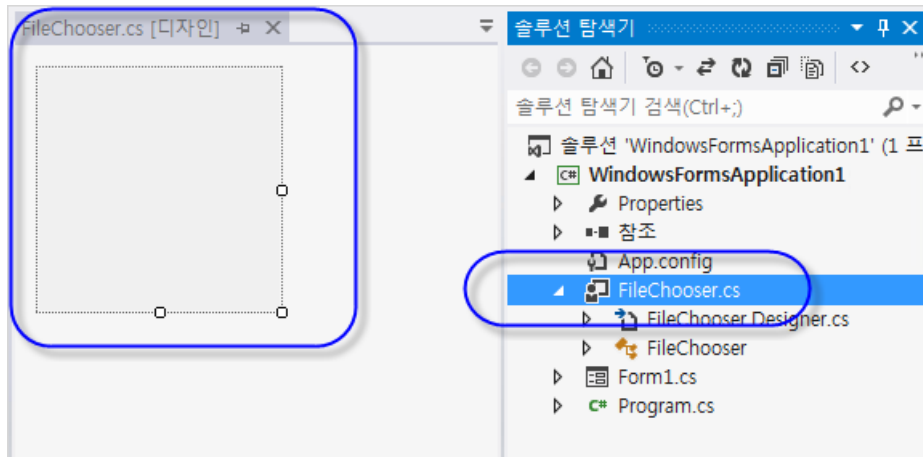 FileChooser.cs [디자인]
솔루션 탐색기
솔루션 탐색기 검색(Ctrl+;)
솔루션 'WindowsFormsApplication1' (1 프
C# WindowsFormsApplication1
Properties
참조
App.config
FileChooser.cs
FileChooser.Designer.cs
FileChooser
Form1.cs
C# Program.cs